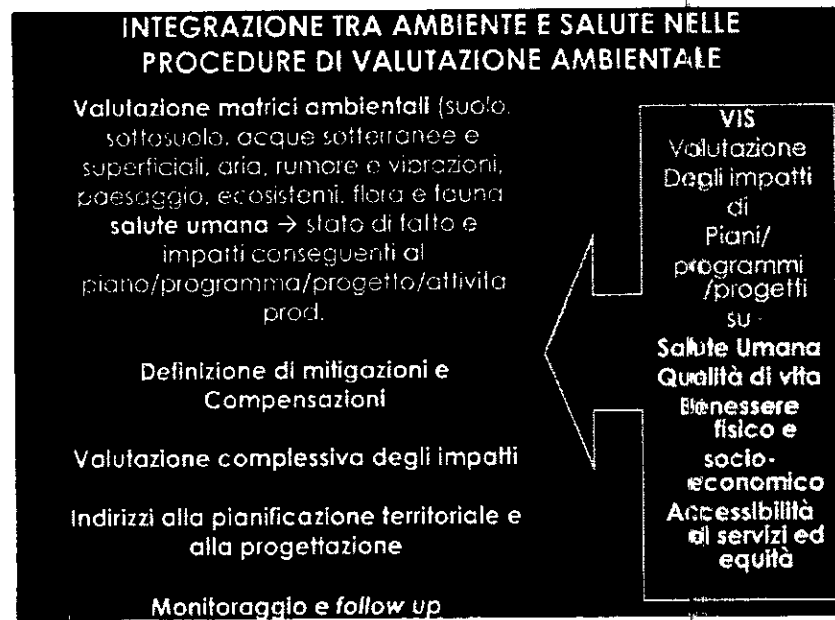 INTEGRAZIONE TRA AMBIENTE E SALUTE NELLE
PROCEDURE DI VALUTAZIONE AMBIENTALE
Valutazione matrici ambientali (suolo,
sottosuolo, acque sotterranee e
superficiali, aria, rumore e vibrazioni,
paesaggio, ecosistemi, flora e fauna
salute umana → stato di fatto e
impatti conseguenti al
piano/programma/progetto/attivita
prod.
Definizione di mitigazioni e
Compensazioni
Valutazione complessiva degli impatti
Indirizzi alla pianificazione territoriale e
alla progettazione
Monitoraggio e follow up
VIS
Valutazione
Degli impatti
di
Piani/
programmi
/progetti
su -
Salute Umana
Qualità di vita
Benessere
fisico e
socio-
economico
Accessibilità
ai servizi ed
equità